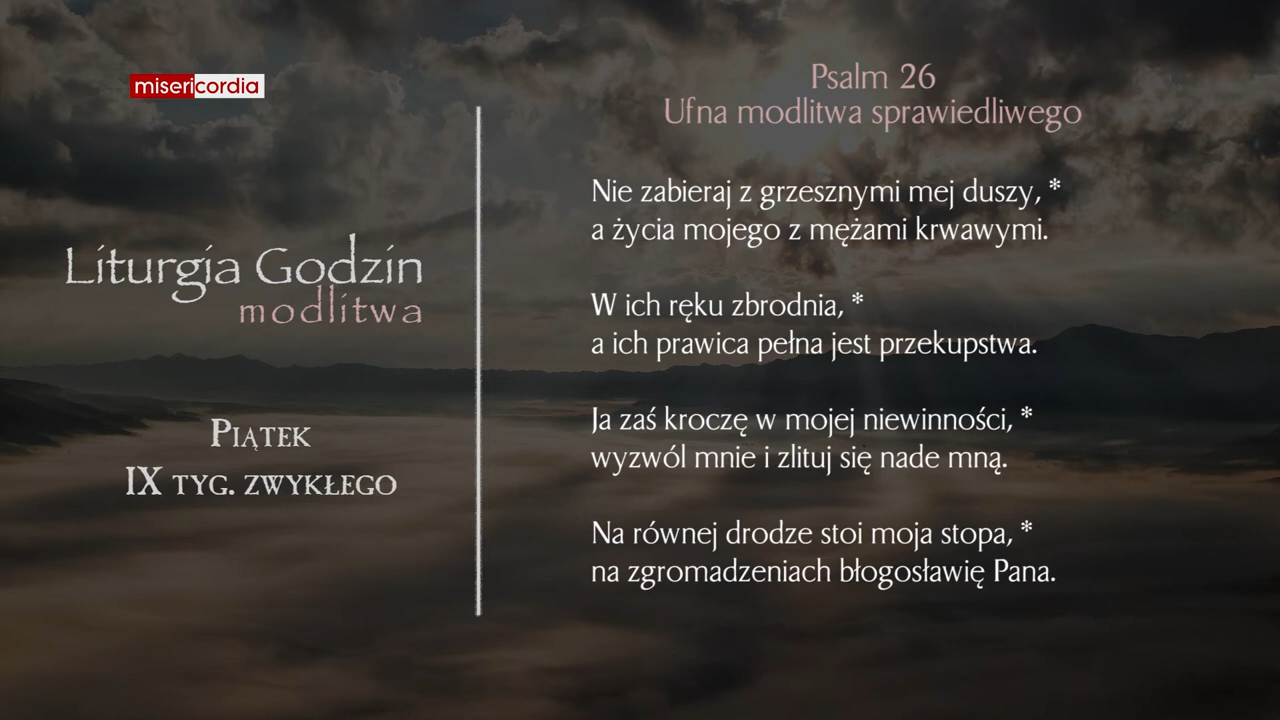 misericordia
Liturgia Godzin
modlitwa
Piątek
IX tyg. zwykłego
Psalm 26
Ufna modlitwa sprawiedliwego
Nie zabieraj z grzesznymi mej duszy, *
a życia mojego z mężami krwawymi.
W ich ręku zbrodnia, *
a ich prawica pełna jest przekupstwa.
Ja zaś kroczę w mojej niewinności, *
wyzwól mnie i zlituj się nade mną.
Na równej drodze stoi moja stopa, *
na zgromadzeniach błogosławię Pana.